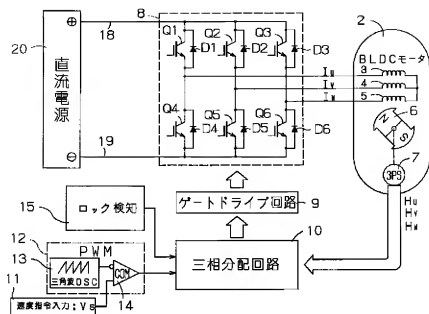 20
直流電源
⊕
18
8
Q1
Q2
Q3
D1
D2
D3
Q4
Q5
Q6
D4
D5
D6
⊖
19
2
BLDCモータ
IU
IV
IW
3
4
5
6
N
S
7
3PS
HU
HV
HW
ゲートドライブ回路
9
10
三相分配回路
15
ロック検知
12
PWM
13
三角波OSC
COM
14
11
速度指令入力:Vs